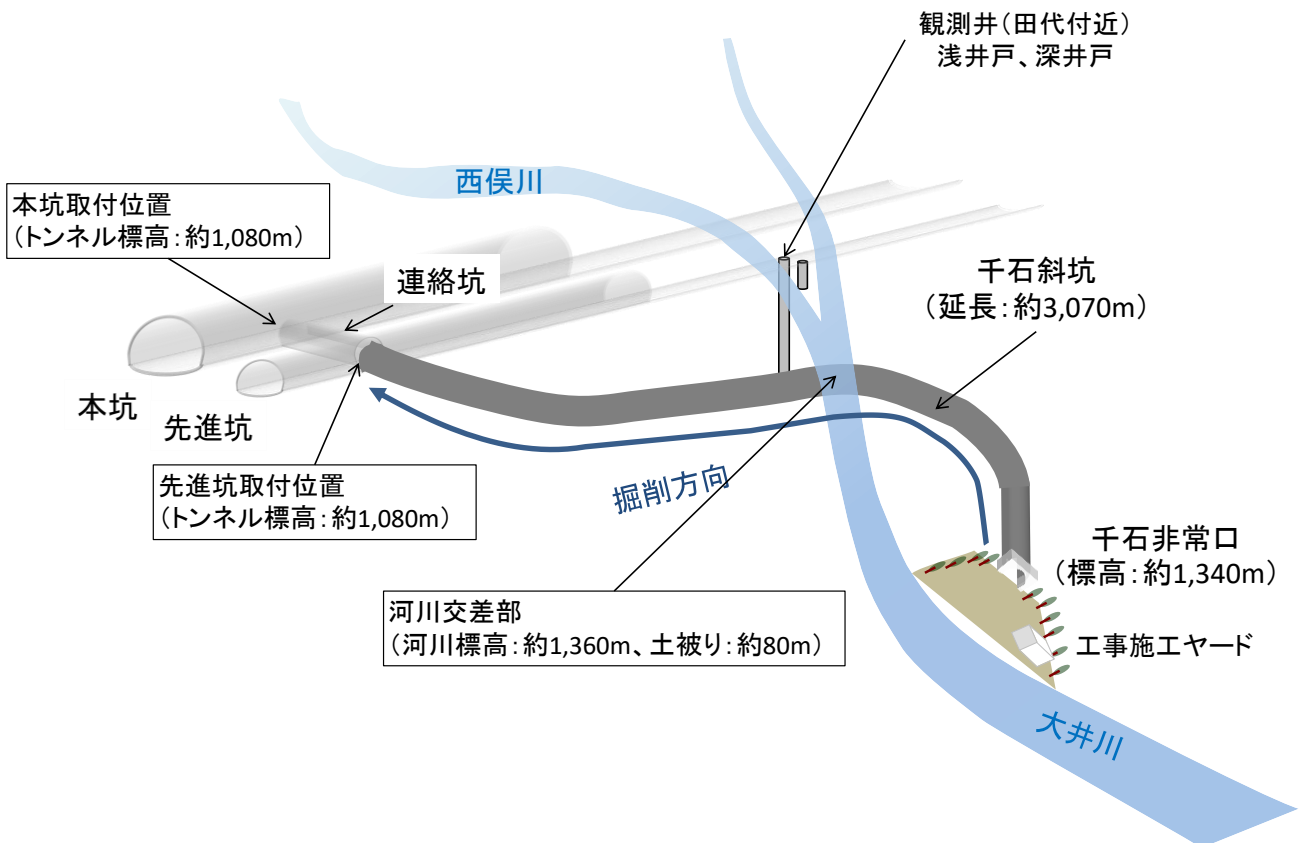 観測井（田代付近）
浅井戸、深井戸
西俣川
本坑取付位置
（トンネル標高：約1,080m）
連絡坑
千石斜坑
（延長：約3,070m）
本坑
先進坑
先進坑取付位置
（トンネル標高：約1,080m）
掘削方向
千石非常口
（標高：約1,340m）
河川交差部
（河川標高：約1,360m、土被り：約80m）
工事施工ヤード
大井川